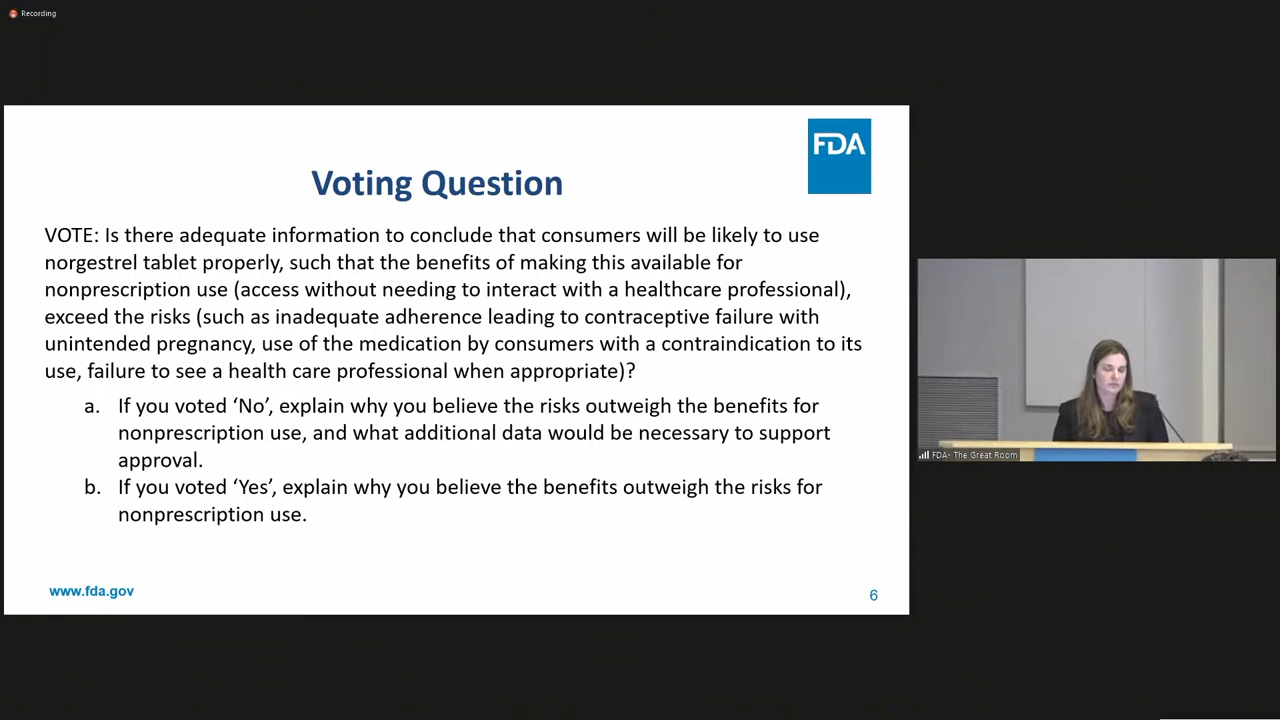 Recording
FDA
Voting Question
VOTE: Is there adequate information to conclude that consumers will be likely to use
norgestrel tablet properly, such that the benefits of making this available for
nonprescription use (access without needing to interact with a healthcare professional),
exceed the risks (such as inadequate adherence leading to contraceptive failure with
unintended pregnancy, use of the medication by consumers with a contraindication to its
use, failure to see a health care professional when appropriate)?
a. If you voted ‘No’, explain why you believe the risks outweigh the benefits for
nonprescription use, and what additional data would be necessary to support
approval.
b. If you voted ‘Yes’, explain why you believe the benefits outweigh the risks for
nonprescription use.
www.fda.gov
6
FDA- The Great Room